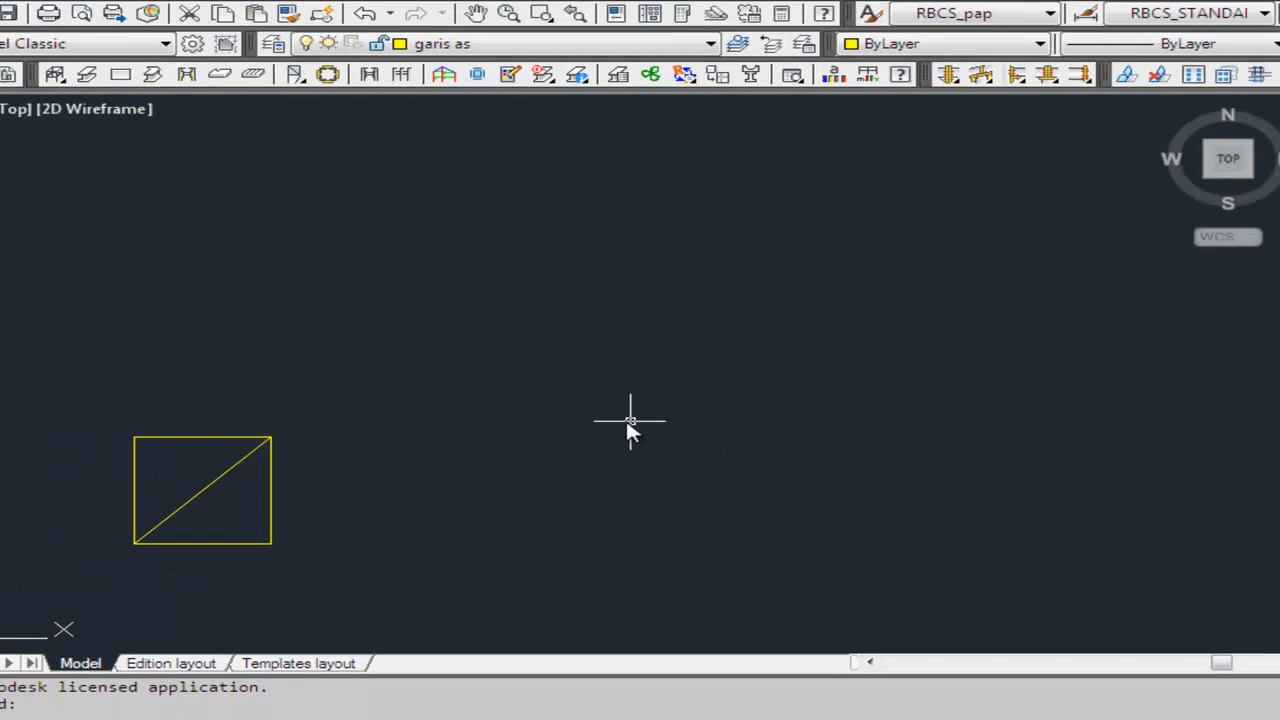 RBCS_pap RBCS_STANDAI
el Classic garis as ByLayer ByLayer
Top] [2D Wireframe]
N
W TOP
S
WCS
Model Edition layout Templates layout
odesk licensed application.
d: